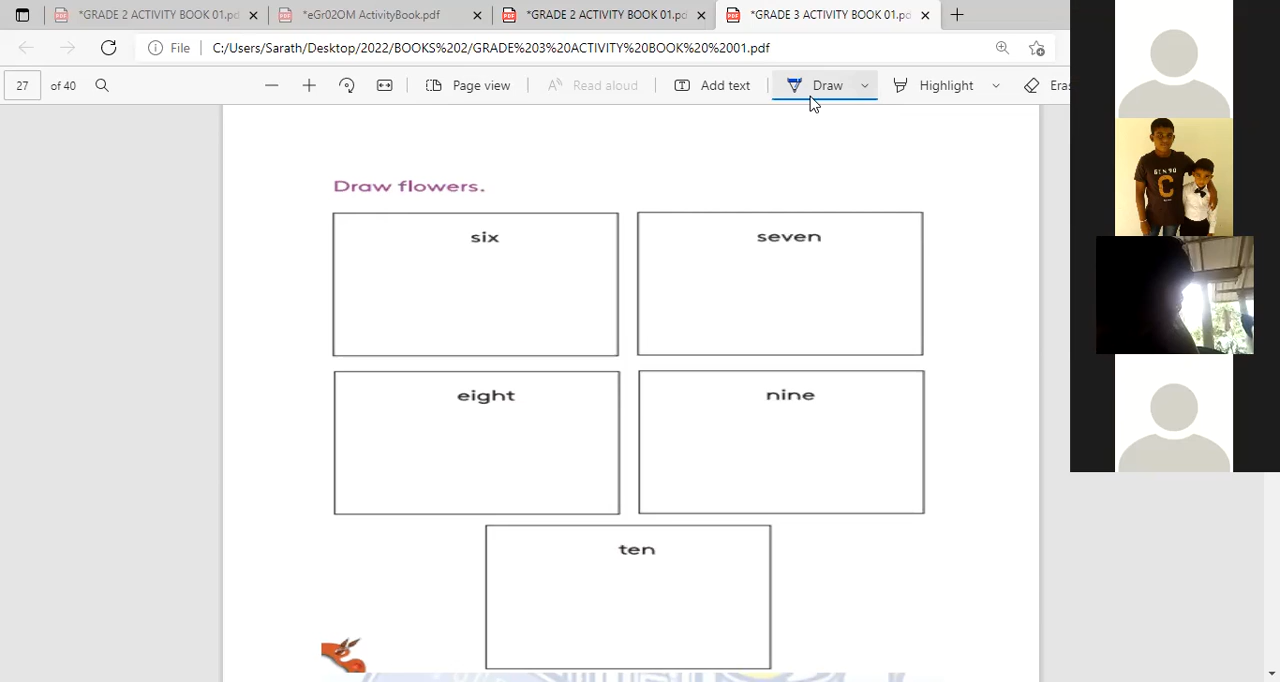 *GRADE 2 ACTIVITY BOOK 01.pd
*eGr02OM ActivityBook.pdf
*GRADE 2 ACTIVITY BOOK 01.pd
*GRADE 3 ACTIVITY BOOK 01.pd
File
C:/Users/Sarath/Desktop/2022/BOOKS%202/GRADE%203%20ACTIVITY%20BOOK%20%2001.pdf
27 of 40
Page view
Read aloud
Add text
Draw
Highlight
Eras
Draw flowers.
six
seven
eight
nine
ten
C